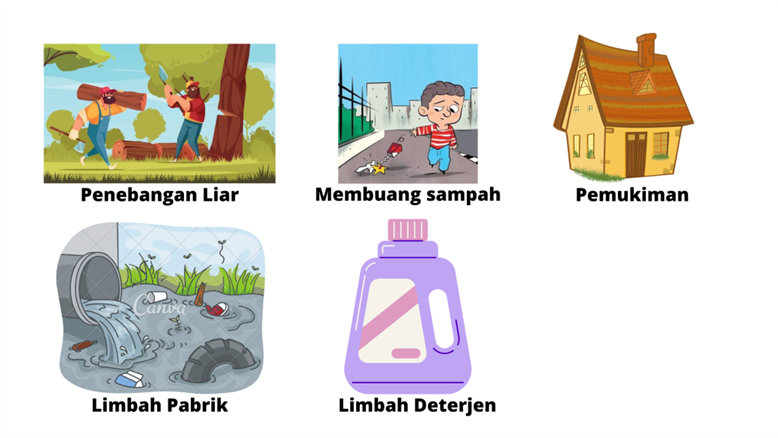 Penebangan Liar
Membuang sampah
Pemukiman
Canva
Limbah Pabrik
Limbah Deterjen